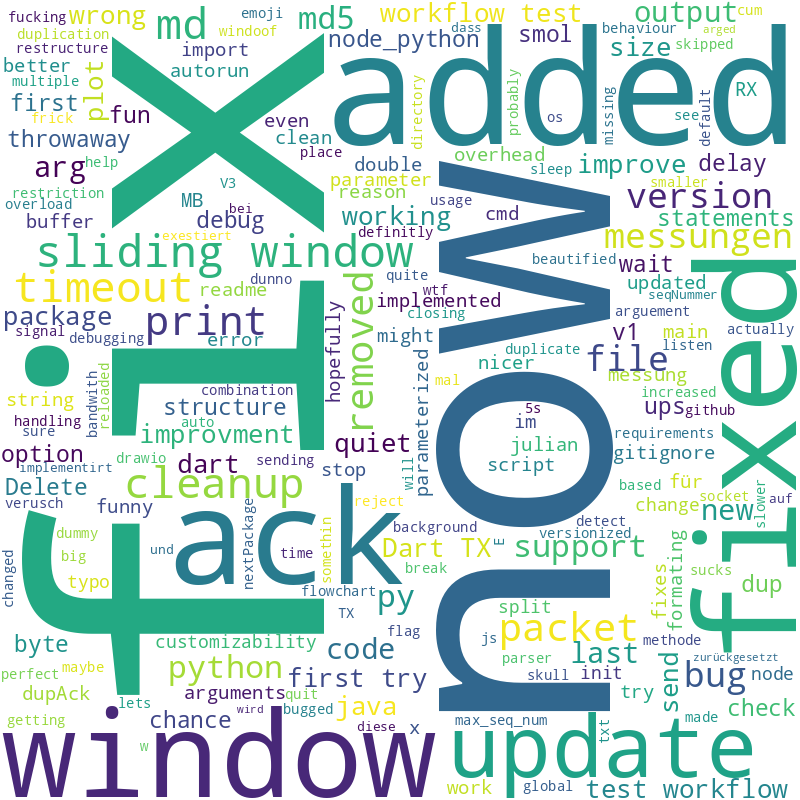 fix
now
added
window
update
ack
fixed
sliding window
timeout
print
cleanup
packet
version
messungen
file
bug
removed
support
python
code
last
package
md
md5
output
workflow test
test workflow
wrong
fucking
duplication
windoof
restructure
emoji
import
better
multiple
autorun
plot
first
frick
fun
even
throwaway
clean
place
arg
help
V3
restriction
MB
bei
overload
buffer
debug
exestiert
node_python
smol
behaviour
cum
dass
size
skipped
arged
directory
probably
os
missing
see
default
RX
overhead
double
parameter
reason
usage
sleep
improve
delay
smaller
working
cmd
statements
definitly
beautified
wait
quite
wtf
updated
seqNummer
readme
dunno
implemented
closing
arguement
signal
debugging
error
might
v1
main
listen
actually
hopefully
nicer
duplicate
reloaded
string
bandwith
combination
parameterized
mal
messung
increased
handling
structure
5s
im
ups
github
sure
auto
improvment
option
quiet
julian
requirements
gitignore
implementirt
drawio
dart
sending
stop
script
Delete
will
based
für
change
socket
auf
verusch
funny
reject
new
slower
background
detect
versionized
dummy
und
nextPackage
time
somethin
Dart TX
E
sucks
big
break
fixes
formating
dup
changed
typo
flowchart
py
TX
split
byte
customizability
flag
js
methode
zurückgesetzt
perfect
maybe
first try
parser
send
node
dupAck
arguments
quit
skull
init
try
check
lets
getting
chance
wird
bugged
java
diese
x
max_seq_num
txt
made
w
work
global